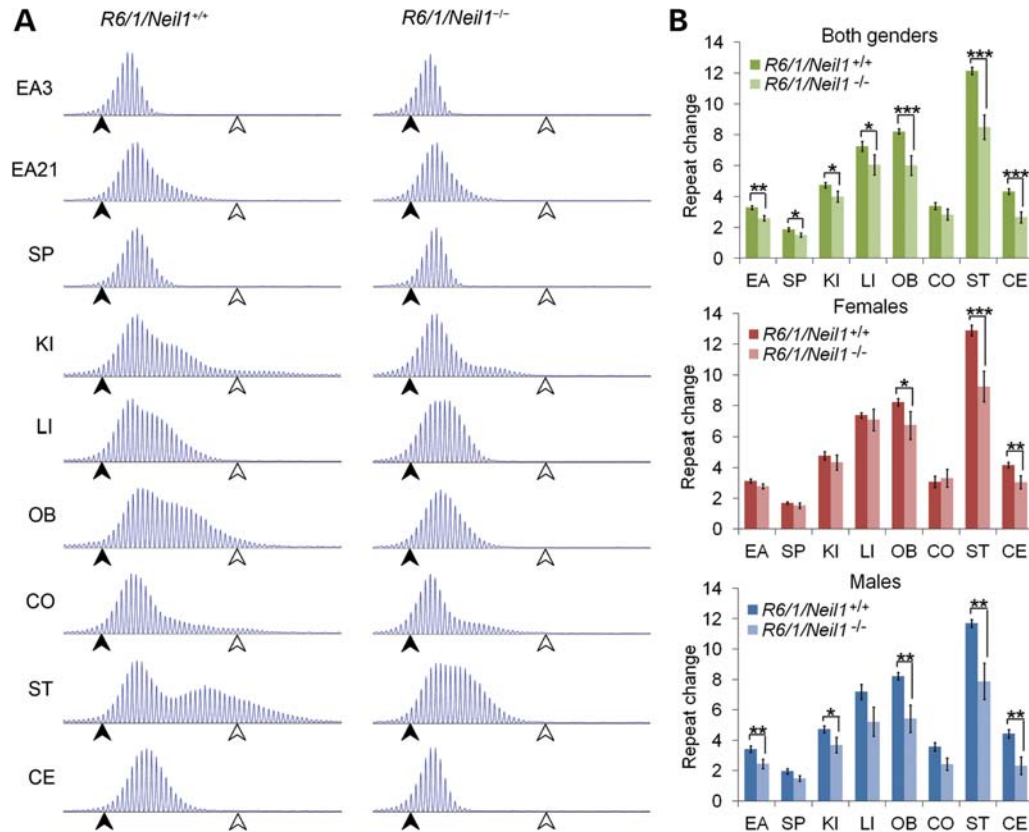 A
R6/1/Neil1+/+
R6/1/Neil1−/−
EA3
EA21
SP
KI
LI
OB
CO
ST
CE
B
Both genders
Repeat change
14
12
10
8
6
4
2
0
R6/1/Neil1+/+
R6/1/Neil1-/-
** * * * *** *** ***
EA SP KI LI OB CO ST CE
Females
Repeat change
14
12
10
8
6
4
2
0
R6/1/Neil1+/+
R6/1/Neil1-/-
* *** **
EA SP KI LI OB CO ST CE
Males
Repeat change
14
12
10
8
6
4
2
0
R6/1/Neil1+/+
R6/1/Neil1-/-
** * ** ** **
EA SP KI LI OB CO ST CE